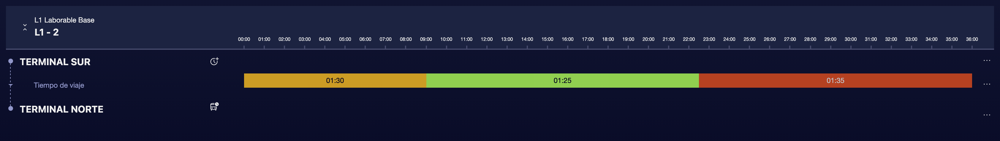 L1 Laborable Base
L1 - 2
00:00 01:00 02:00 03:00 04:00 05:00 06:00 07:00 08:00 09:00 10:00 11:00 12:00 13:00 14:00 15:00 16:00 17:00 18:00 19:00 20:00 21:00 22:00 23:00 24:00 25:00 26:00 27:00 28:00 29:00 30:00 31:00 32:00 33:00 34:00 35:00 36:00
TERMINAL SUR
01:30 01:25 01:35
Tiempo de viaje
TERMINAL NORTE